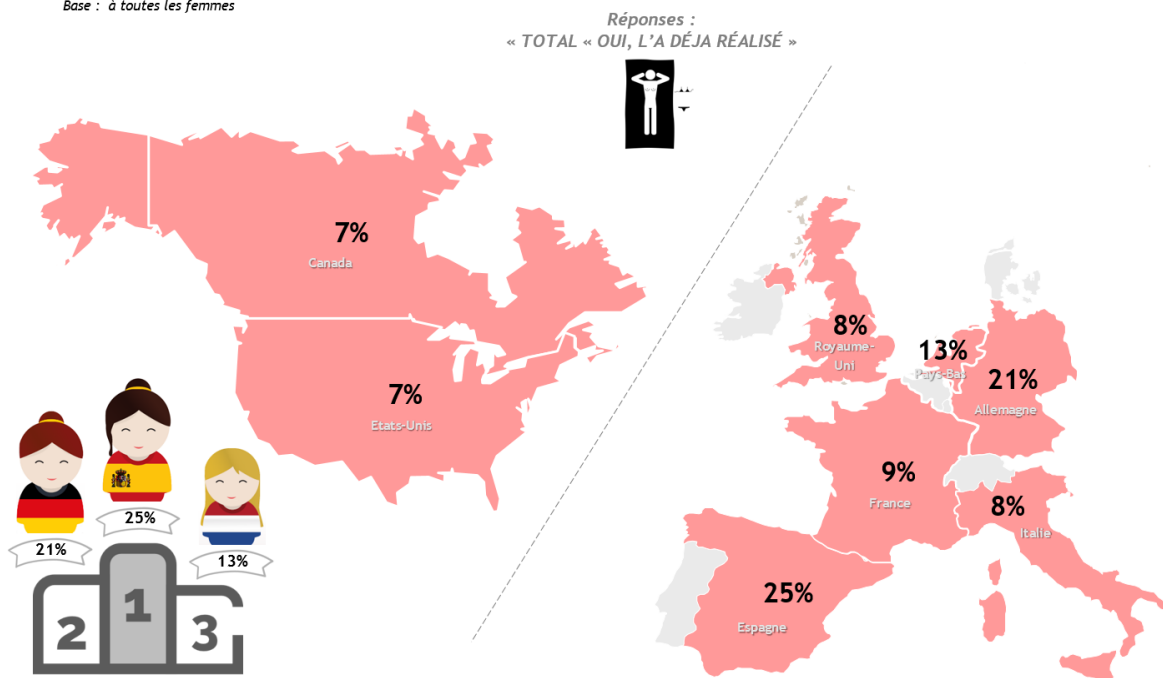 Base : à toutes les femmes
Réponses :
« TOTAL « OUI, L'A DÉJA RÉALISÉ »
7%
Canada
7%
Etats-Unis
8%
Royaume-
Uni
13%
Pays-Bas
21%
Allemagne
9%
France
8%
Italie
25%
Espagne
25%
21%
13%
1
2
3